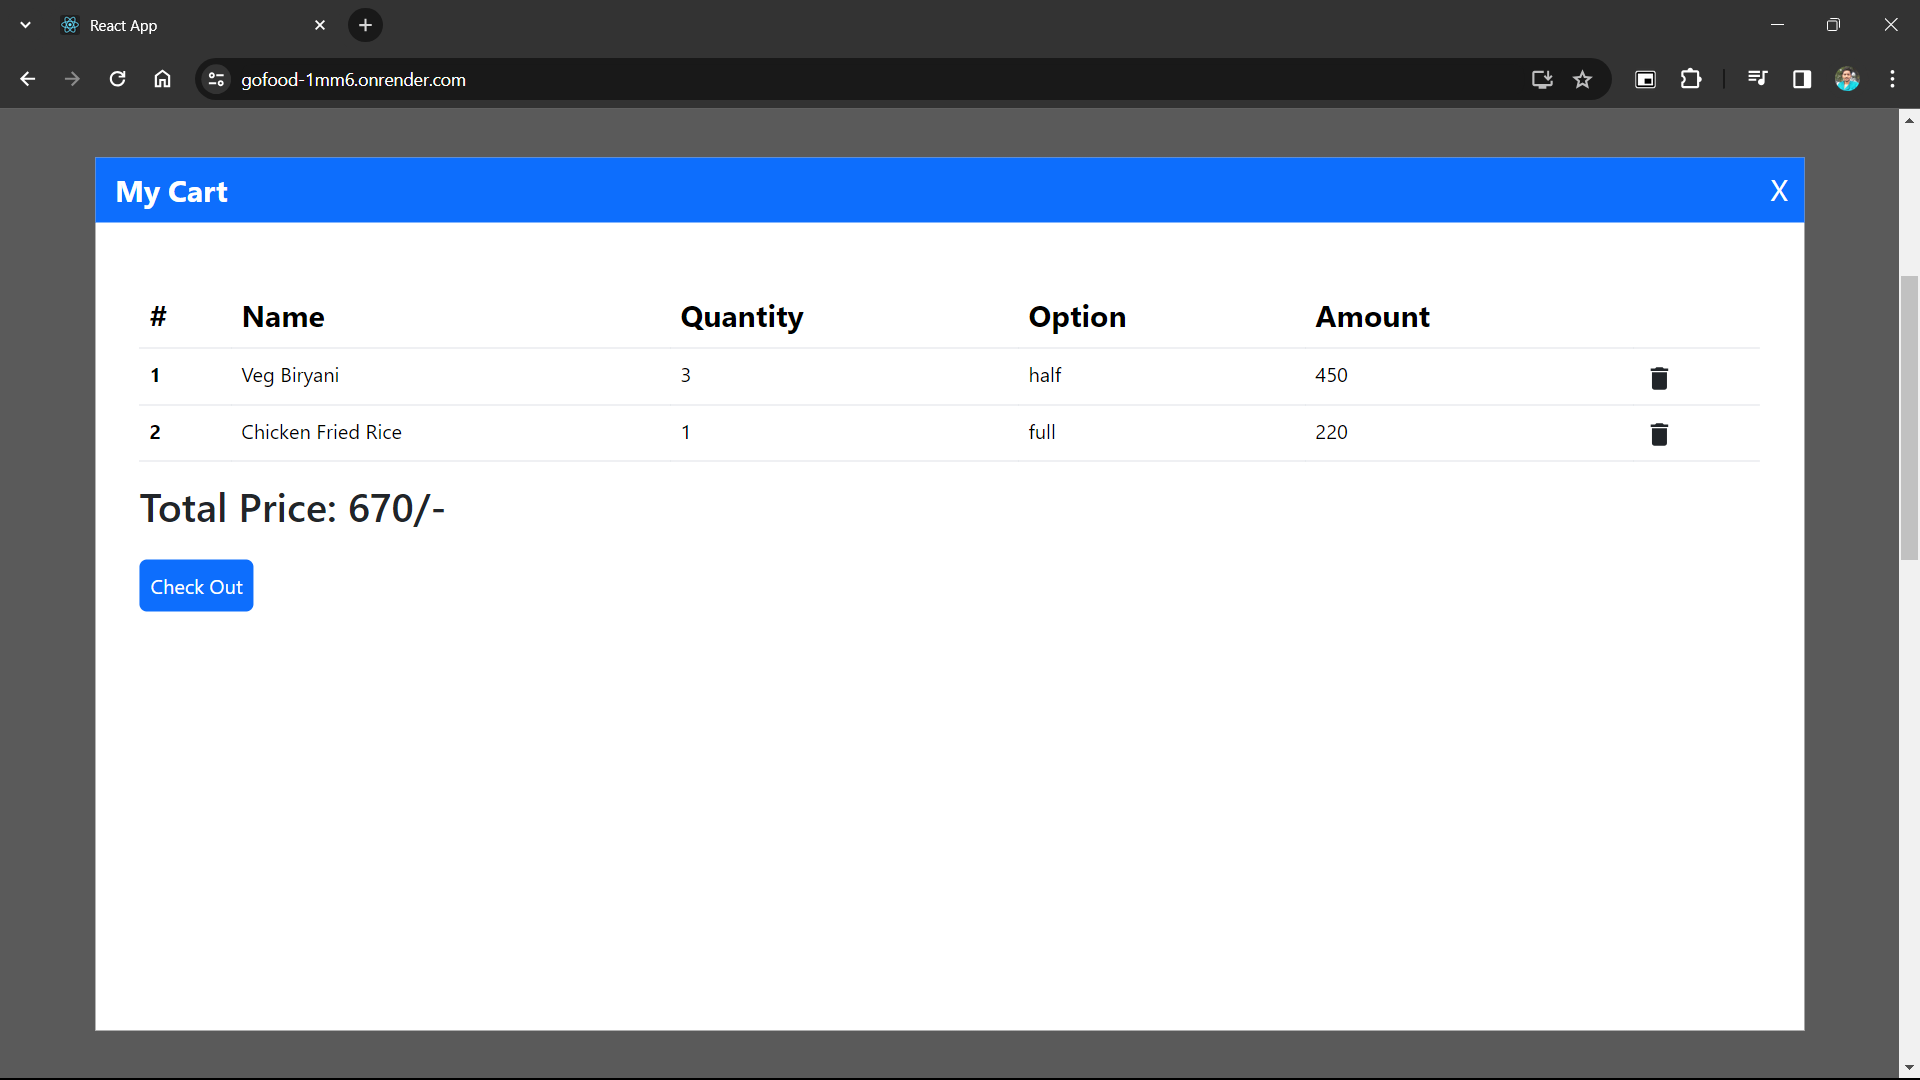 React App
gofood-1mm6.onrender.com
My Cart X
# Name Quantity Option Amount
1 Veg Biryani 3 half 450
2 Chicken Fried Rice 1 full 220
Total Price: 670/-
Check Out